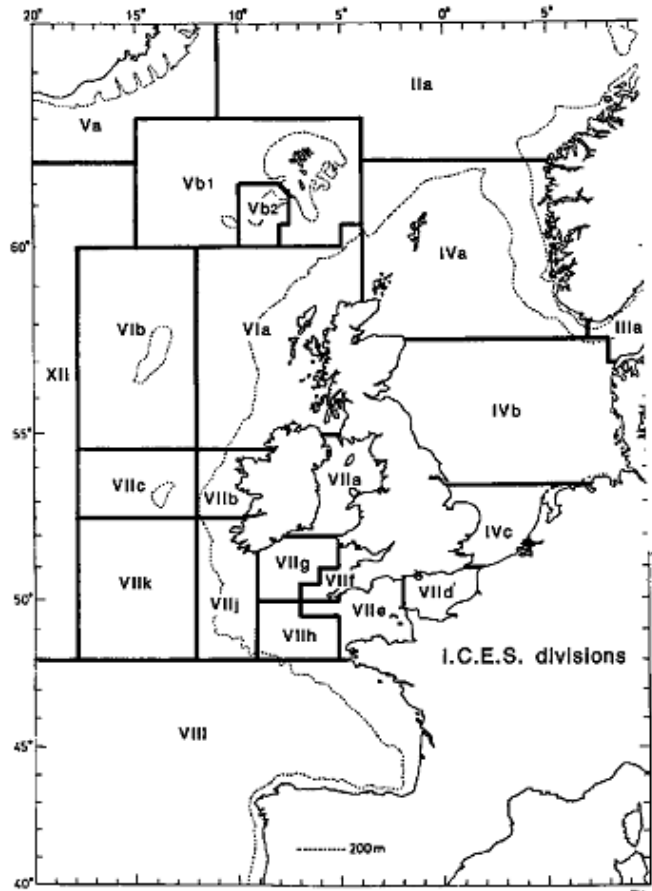 20° 15° 10° 5° 0° 5°
IIa
Va
Vb1
Vb2
60°
IVa
VIb
VIa
IIIa
XII
IVb
55°
VIIc
VIIb
VIIa
IVc
VIIg
VIIk
VIIf
50°
VIIj
VIId
VIIe
VIIh
I.C.E.S. divisions
VIII
45°
200m
40°